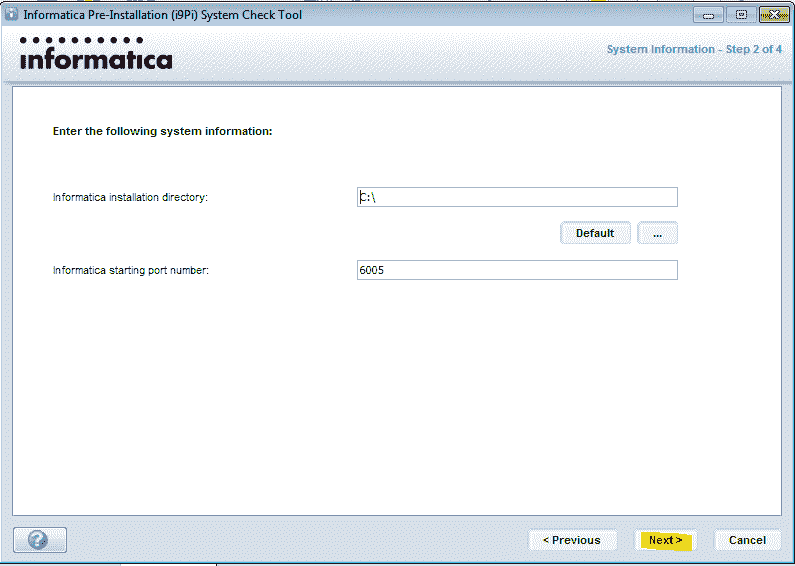 Informatica Pre-Installation (i9Pi) System Check Tool
informatica
System Information - Step 2 of 4
Enter the following system information:
Informatica installation directory:
C:\
Default
...
Informatica starting port number:
6005
?
< Previous
Next >
Cancel